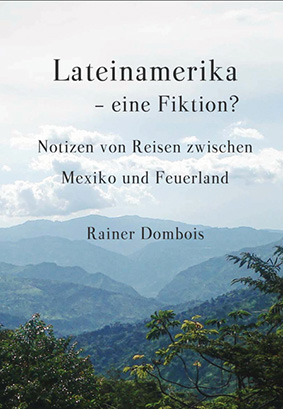 Lateinamerika
– eine Fiktion?
Notizen von Reisen zwischen
Mexiko und Feuerland
Rainer Dombois